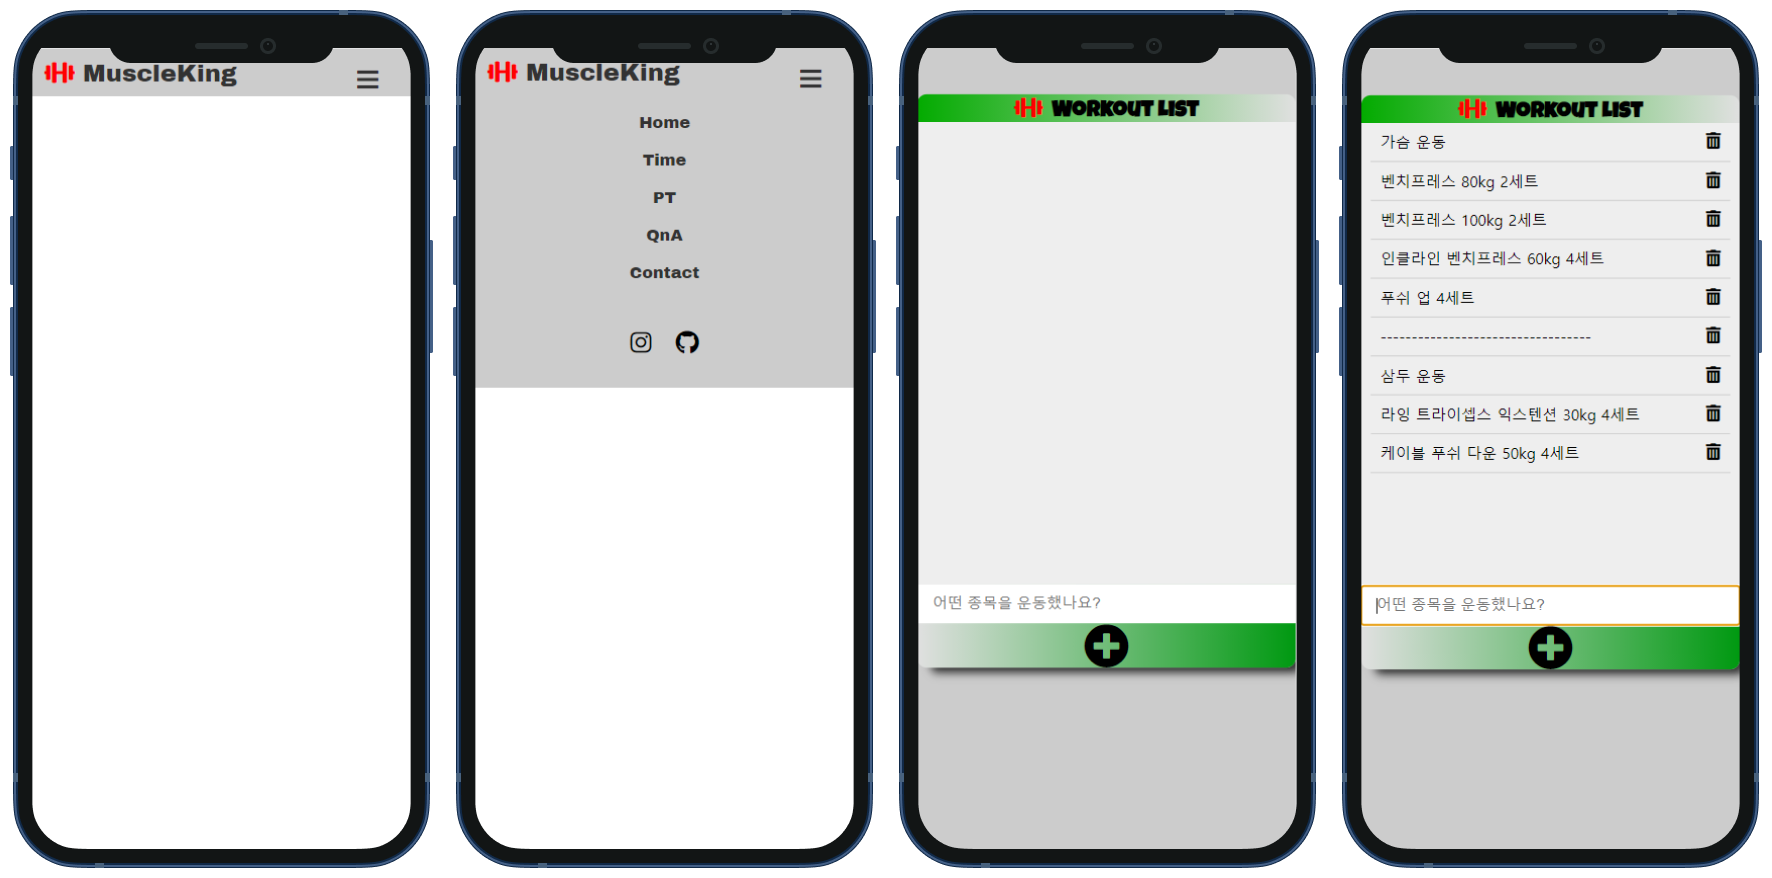 MuscleKing
MuscleKing
Home
Time
PT
QnA
Contact
WORKOUT LIST
어떤 종목을 운동했나요?
WORKOUT LIST
가슴 운동
벤치프레스 80kg 2세트
벤치프레스 100kg 2세트
인클라인 벤치프레스 60kg 4세트
푸쉬 업 4세트
----------------------------------
삼두 운동
라잉 트라이셉스 익스텐션 30kg 4세트
케이블 푸쉬 다운 50kg 4세트
어떤 종목을 운동했나요?